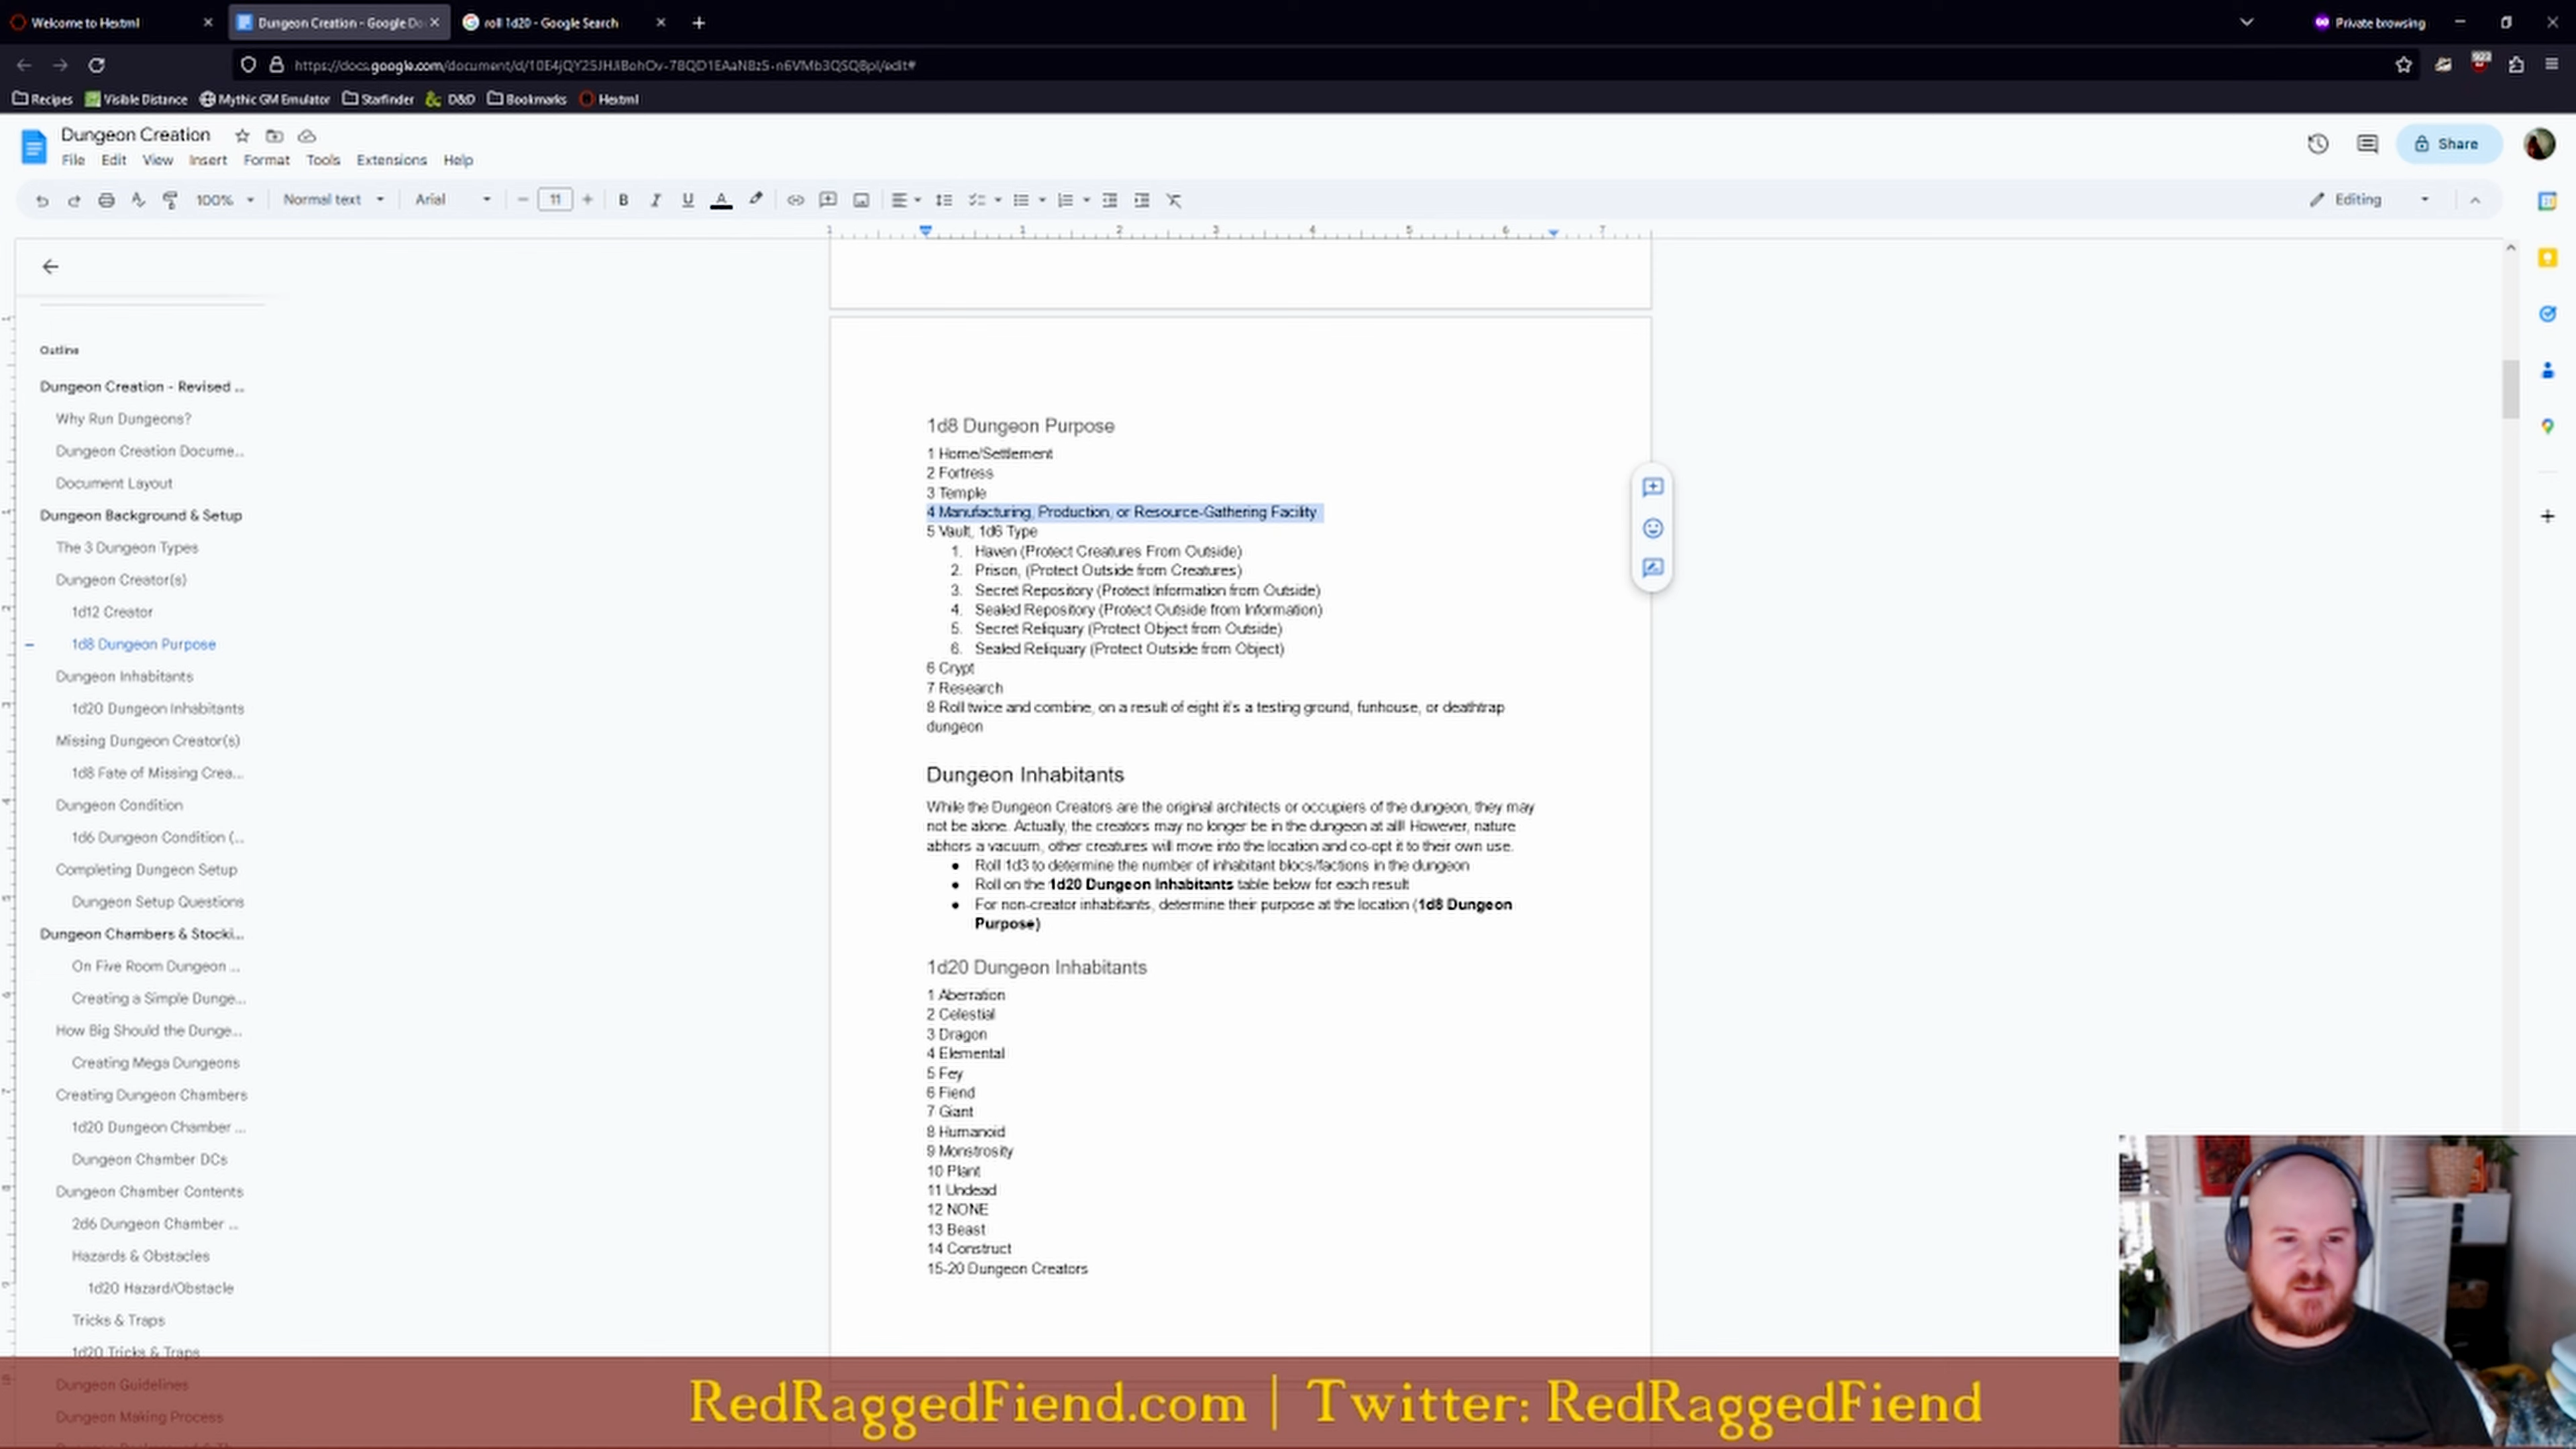 Welcome to Hextml
Dungeon Creation - Google Do
roll 1d20 - Google Search
Private browsing
Recipes
Visible Distance
Mythic GM Emulator
Starfinder
D&D
Bookmarks
Hextml
Dungeon Creation
File Edit View Insert Format Tools Extensions Help
Share
100%
Normal text
Arial
11
Editing
Outline
Dungeon Creation - Revised ...
Why Run Dungeons?
Dungeon Creation Docume...
Document Layout
Dungeon Background & Setup
The 3 Dungeon Types
Dungeon Creator(s)
1d12 Creator
1d8 Dungeon Purpose
Dungeon Inhabitants
1d20 Dungeon Inhabitants
Missing Dungeon Creator(s)
1d8 Fate of Missing Crea...
Dungeon Condition
1d6 Dungeon Condition (...
Completing Dungeon Setup
Dungeon Setup Questions
Dungeon Chambers & Stocki...
On Five Room Dungeon ...
Creating a Simple Dunge...
How Big Should the Dunge...
Creating Mega Dungeons
Creating Dungeon Chambers
1d20 Dungeon Chamber ...
Dungeon Chamber DCs
Dungeon Chamber Contents
2d6 Dungeon Chamber ...
Hazards & Obstacles
1d20 Hazard/Obstacle
Tricks & Traps
1d20 Tricks & Traps
Dungeon Guidelines
Dungeon Making Process
1d8 Dungeon Purpose
1 Home/Settlement
2 Fortress
3 Temple
4 Manufacturing, Production, or Resource-Gathering Facility
5 Vault, 1d6 Type
1. Haven (Protect Creatures From Outside)
2. Prison, (Protect Outside from Creatures)
3. Secret Repository (Protect Information from Outside)
4. Sealed Repository (Protect Outside from Information)
5. Secret Reliquary (Protect Object from Outside)
6. Sealed Reliquary (Protect Outside from Object)
6 Crypt
7 Research
8 Roll twice and combine, on a result of eight it's a testing ground, funhouse, or deathtrap
dungeon
Dungeon Inhabitants
While the Dungeon Creators are the original architects or occupiers of the dungeon, they may
not be alone. Actually, the creators may no longer be in the dungeon at all! However, nature
abhors a vacuum, other creatures will move into the location and co-opt it to their own use.
● Roll 1d3 to determine the number of inhabitant blocs/factions in the dungeon
● Roll on the 1d20 Dungeon Inhabitants table below for each result
● For non-creator inhabitants, determine their purpose at the location (1d8 Dungeon
Purpose)
1d20 Dungeon Inhabitants
1 Aberration
2 Celestial
3 Dragon
4 Elemental
5 Fey
6 Fiend
7 Giant
8 Humanoid
9 Monstrosity
10 Plant
11 Undead
12 NONE
13 Beast
14 Construct
15-20 Dungeon Creators
RedRaggedFiend.com | Twitter: RedRaggedFiend